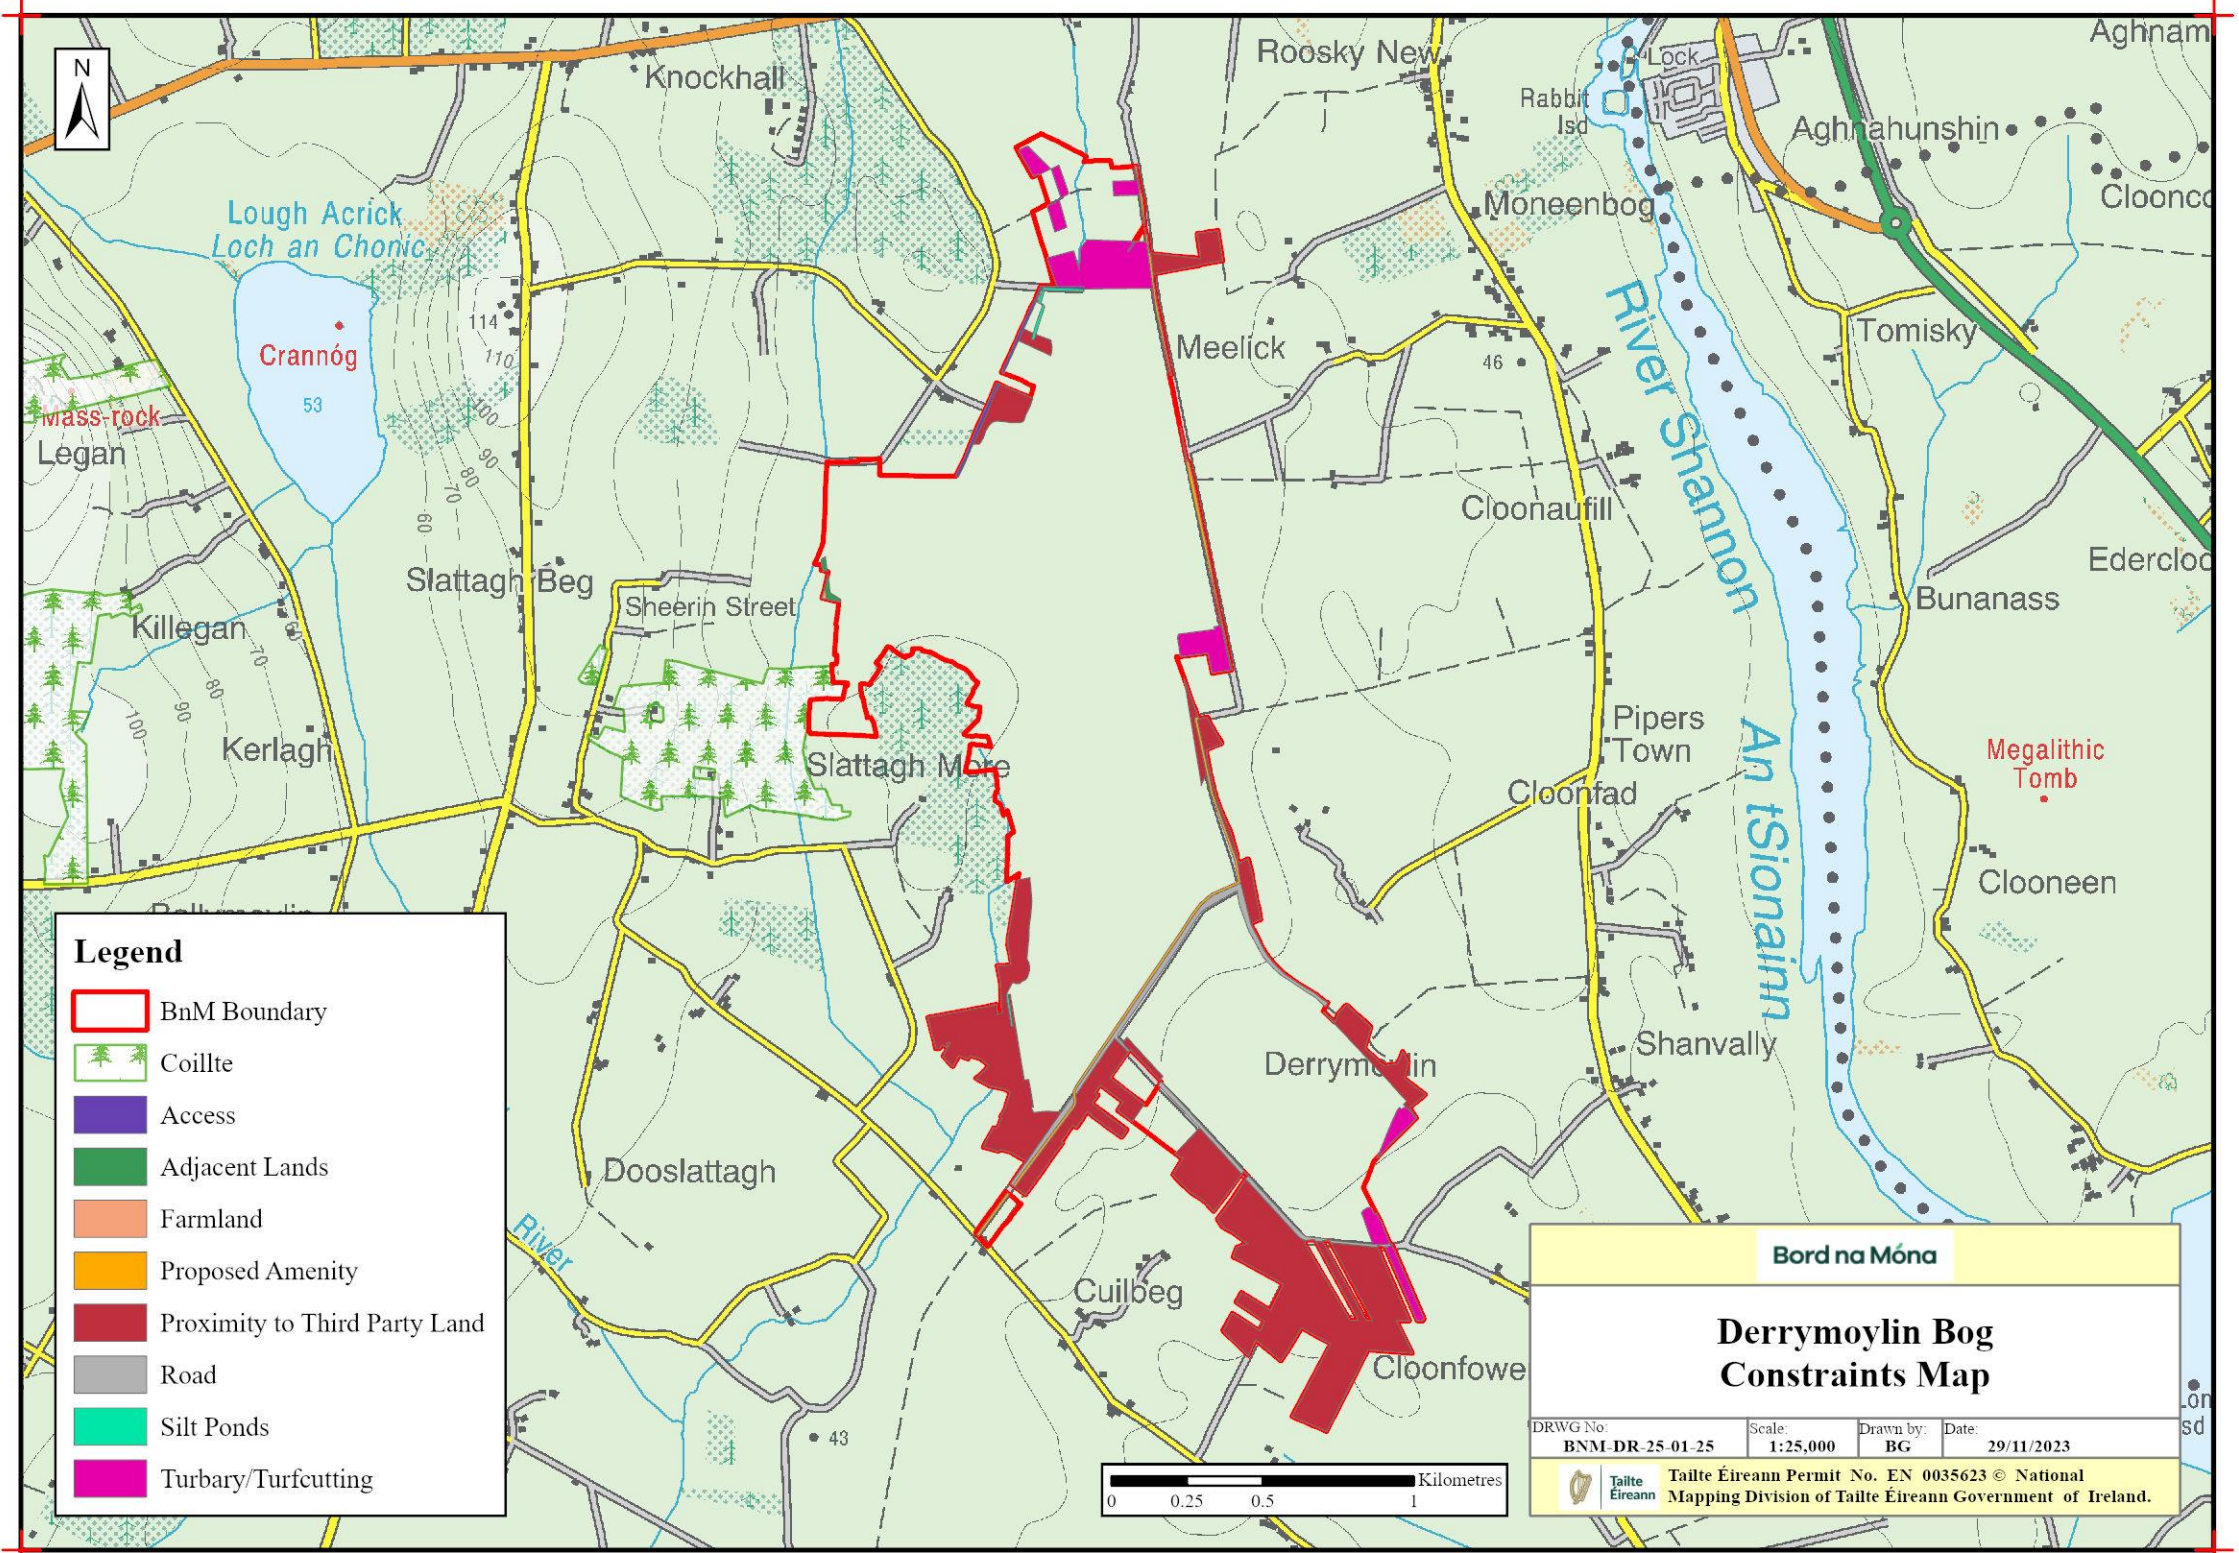 N
Knockhall
Roosky New
Lock
Aghnam
Rabbit
Isd
Aghnahunshin
Moneenbog
Lough Acrick
Loch an Chonic
Crannóg
53
114
110
100
90
80
70
60
Mass-rock
Legan
Meelick
46
Tomisky
River Shannon
An tSionainn
Cloonaufill
Slattagh Beg
Sheerin Street
Bunanass
Killegan
60
70
80
90
100
Kerlagh
Slattagh More
Pipers
Town
Cloonfad
Megalithic
Tomb
Clooneen
Shanvally
Derrymoylin
Dooslattagh
River
Cuilbeg
Cloonfowe
43
Legend
BnM Boundary
Coillte
Access
Adjacent Lands
Farmland
Proposed Amenity
Proximity to Third Party Land
Road
Silt Ponds
Turbary/Turfcutting
Kilometres
0 0.25 0.5 1
Bord na Móna
Derrymoylin Bog
Constraints Map
DRWG No: Scale: Drawn by: Date:
BNM-DR-25-01-25 1:25,000 BG 29/11/2023
Tailte
Éireann
Tailte Éireann Permit No. EN 0035623 © National
Mapping Division of Tailte Éireann Government of Ireland.